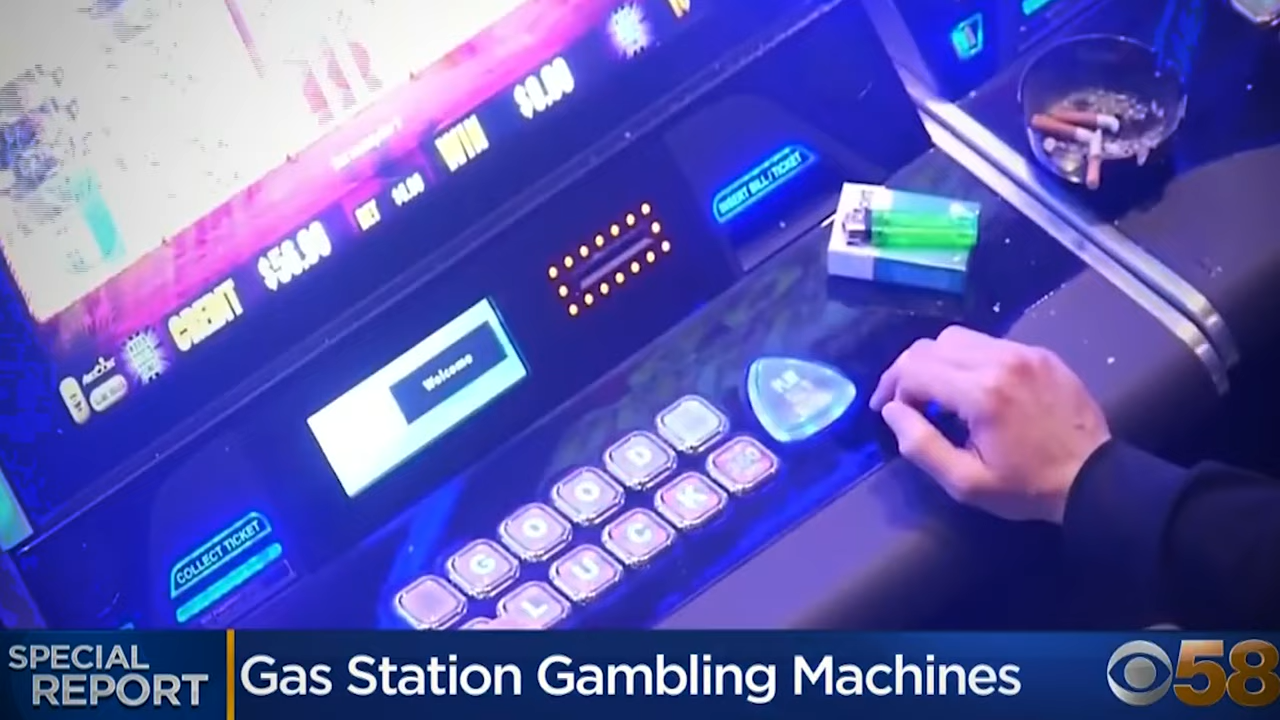 WIN
$0.00
BET
$0.00
CREDIT
$50.00
INSERT BILL/TICKET
Welcome
COLLECT TICKET
G O O D
L U C K
SPECIAL
REPORT
Gas Station Gambling Machines
58